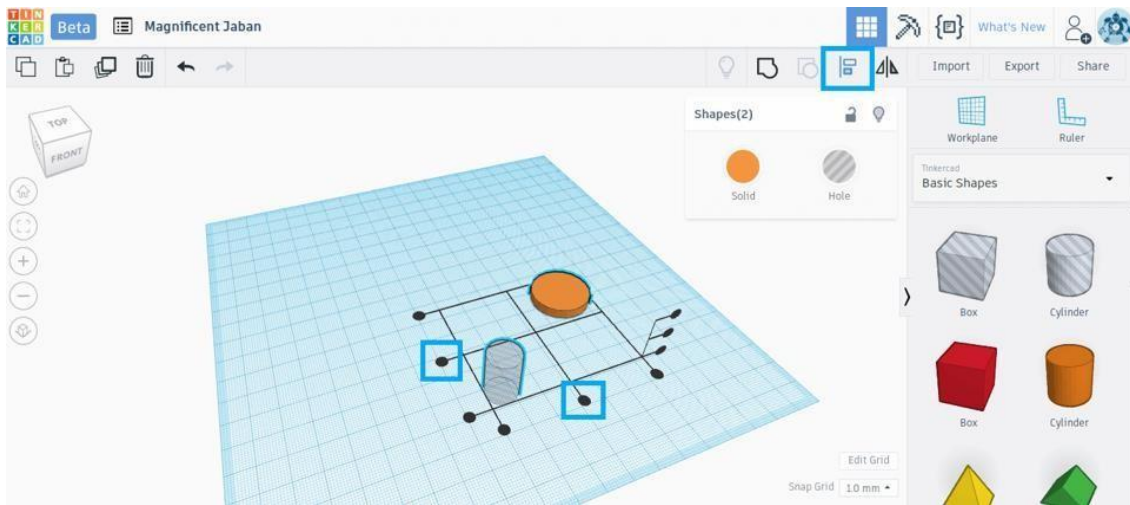 TIN
KER
CAD
Beta
Magnificent Jaban
What's New
Import
Export
Share
TOP
FRONT
Shapes(2)
Solid
Hole
Workplane
Ruler
Tinkercad
Basic Shapes
Box
Cylinder
Box
Cylinder
Edit Grid
Snap Grid 1.0 mm